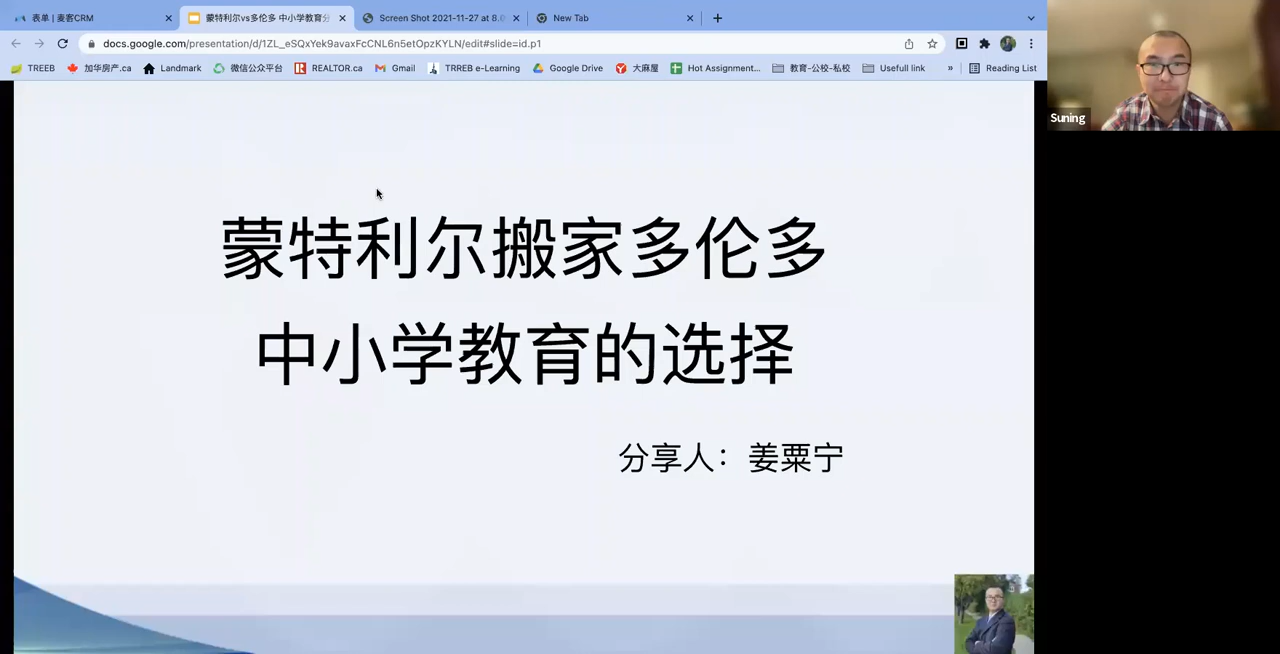 表单 | 麦客CRM
蒙特利尔vs多伦多 中小学教育分
Screen Shot 2021-11-27 at 8.0
New Tab
docs.google.com/presentation/d/1ZL_eSQxYek9avaxFcCNL6n5etOpzKYLN/edit#slide=id.p1
TREEB
加华房产.ca
Landmark
微信公众平台
REALTOR.ca
Gmail
TRREB e-Learning
Google Drive
大麻屋
Hot Assignment...
教育-公校-私校
Usefull link
»
Reading List
Suning
蒙特利尔搬家多伦多
中小学教育的选择
分享人：姜粟宁